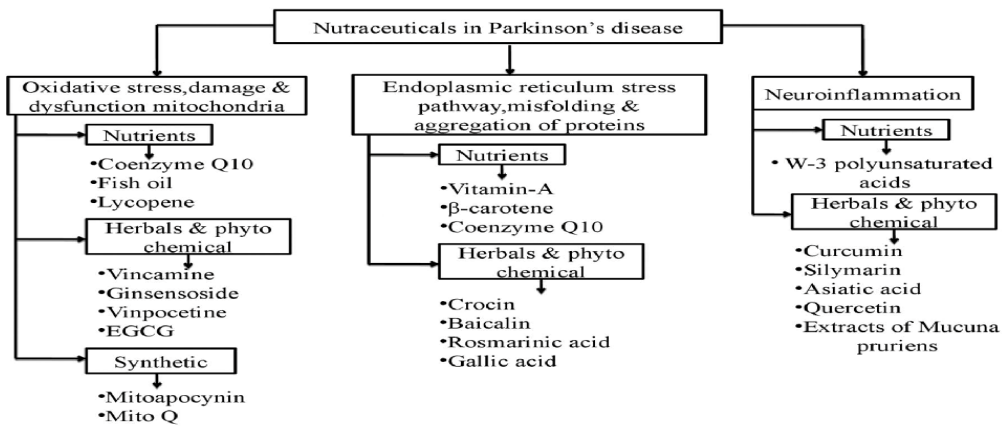 Nutraceuticals in Parkinson's disease
Oxidative stress,damage &
dysfunction mitochondria
Nutrients
•Coenzyme Q10
•Fish oil
•Lycopene
Herbals & phyto
chemical
•Vincamine
•Ginsensoside
•Vinpocetine
•EGCG
Synthetic
•Mitoapocynin
•Mito Q
Endoplasmic reticulum stress
pathway,misfolding &
aggregation of proteins
Nutrients
•Vitamin-A
•β-carotene
•Coenzyme Q10
Herbals & phyto
chemical
•Crocin
•Baicalin
•Rosmarinic acid
•Gallic acid
Neuroinflammation
Nutrients
• W-3 polyunsaturated
acids
Herbals & phyto
chemical
•Curcumin
•Silymarin
•Asiatic acid
•Quercetin
•Extracts of Mucuna
pruriens